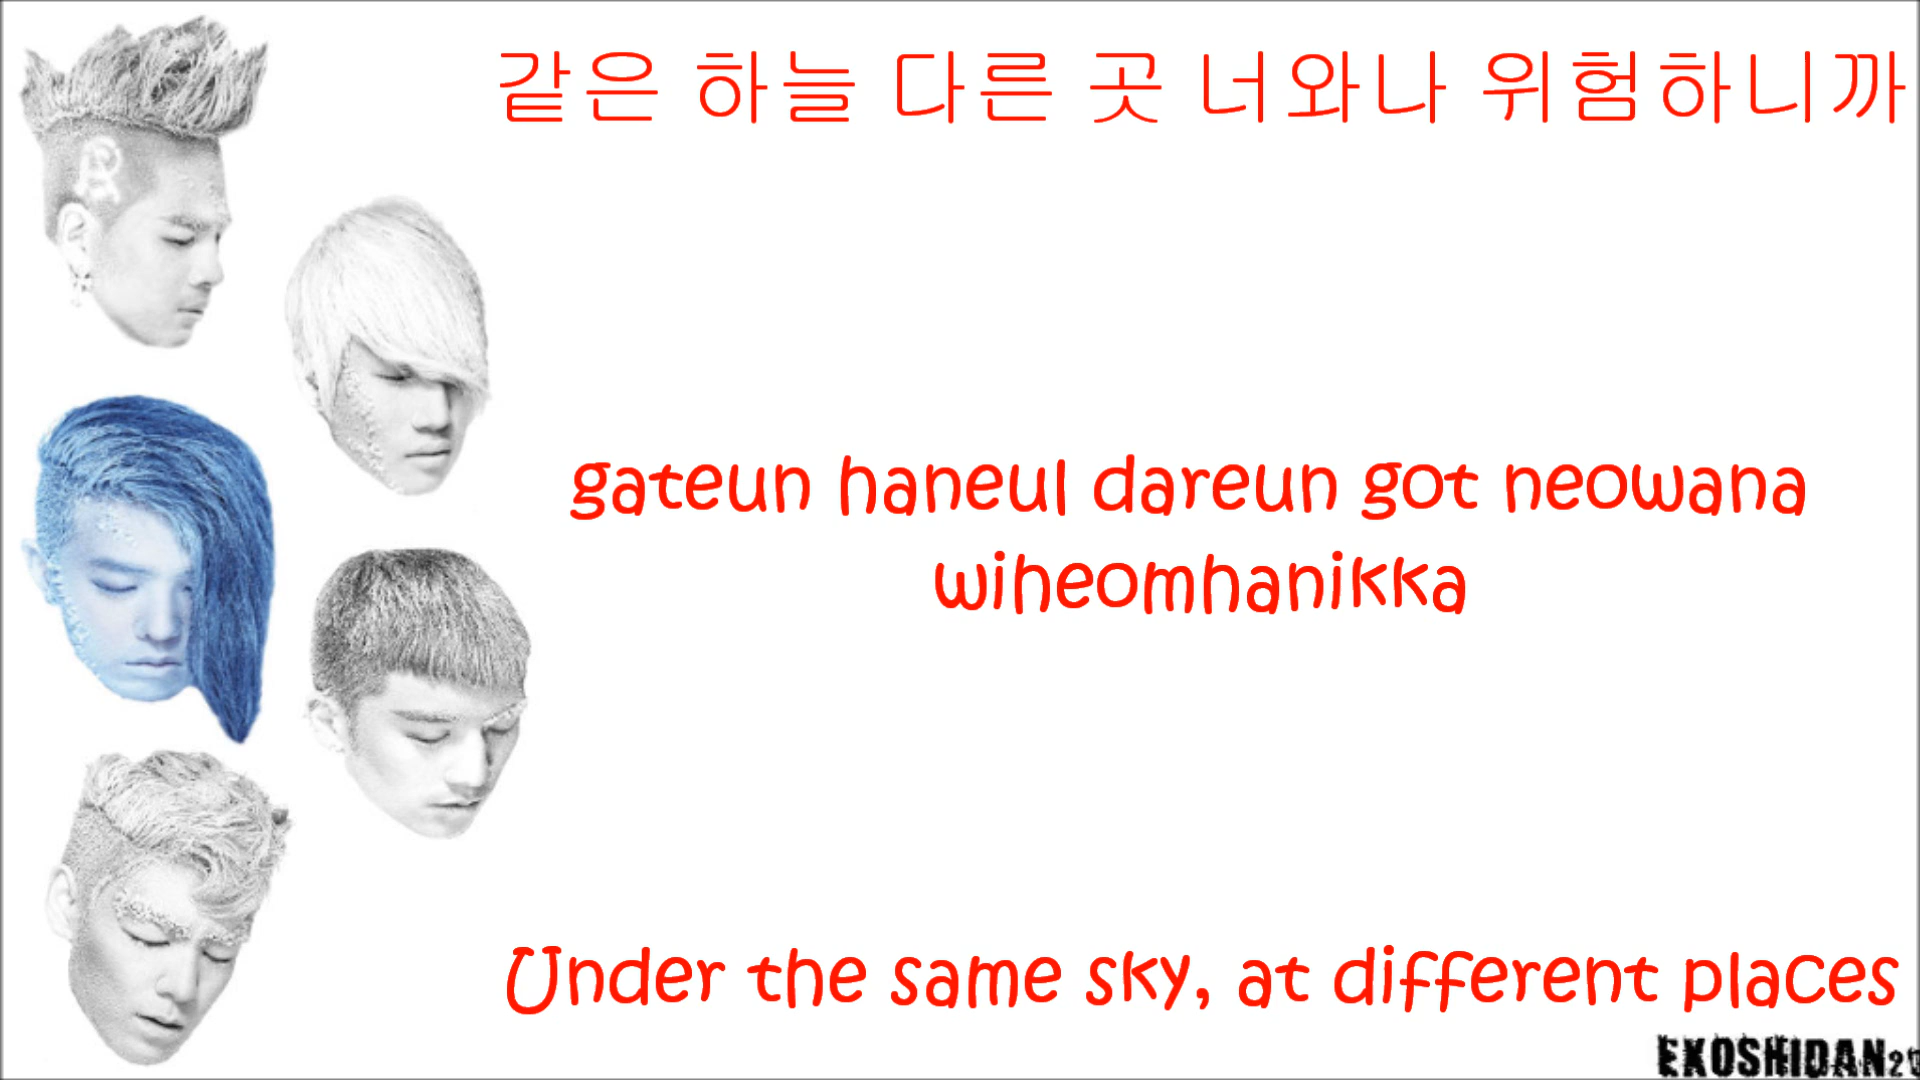 같은 하늘 다른 곳 너와나 위험하니까
gateun haneul dareun got neowana
wiheomhanikka
Under the same sky, at different places
EXOSHIDAN